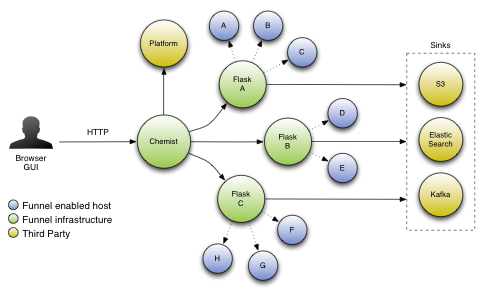 A
B
C
Platform
Sinks
Flask
A
S3
D
HTTP
Chemist
Flask
B
Elastic
Search
Browser
GUI
E
Flask
C
Kafka
Funnel enabled host
Funnel infrastructure
Third Party
F
H
G